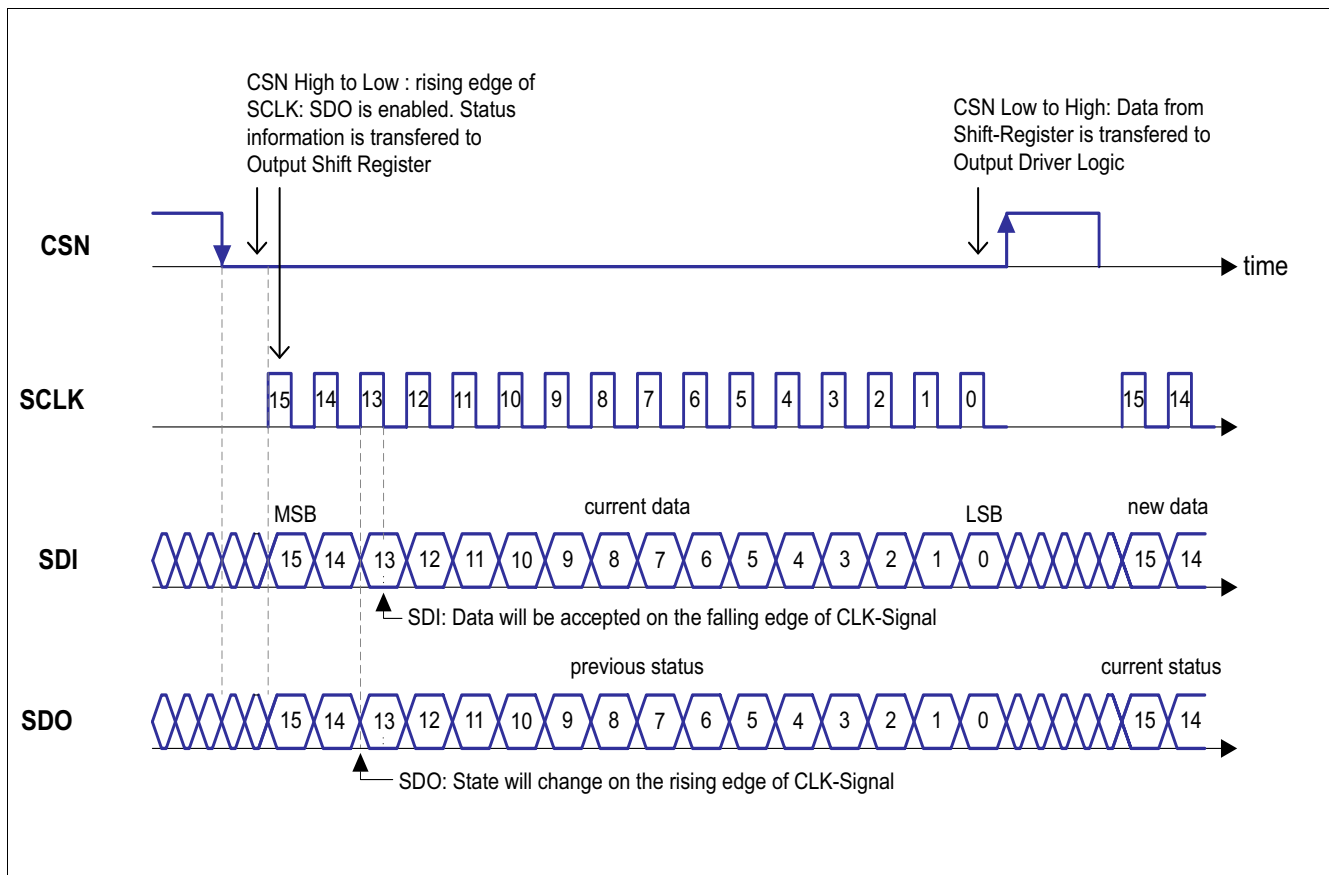 CSN High to Low : rising edge of
SCLK: SDO is enabled. Status
information is transfered to
Output Shift Register
CSN Low to High: Data from
Shift-Register is transfered to
Output Driver Logic
CSN
time
SCLK
15 14 13 12 11 10 9 8 7 6 5 4 3 2 1 0 15 14
MSB current data LSB new data
SDI
15 14 13 12 11 10 9 8 7 6 5 4 3 2 1 0 15 14
SDI: Data will be accepted on the falling edge of CLK-Signal
previous status current status
SDO
15 14 13 12 11 10 9 8 7 6 5 4 3 2 1 0 15 14
SDO: State will change on the rising edge of CLK-Signal